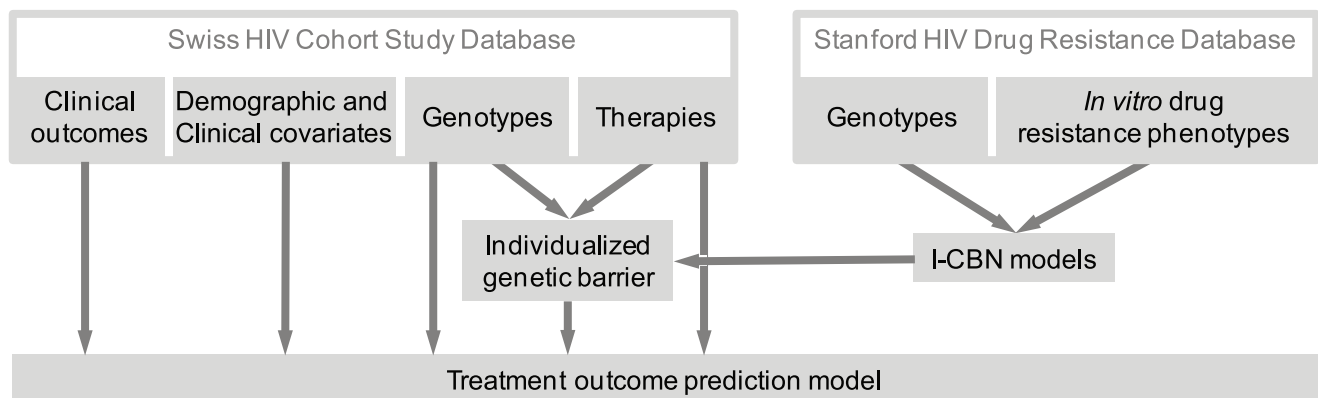 Swiss HIV Cohort Study Database
Stanford HIV Drug Resistance Database
Clinical
outcomes
Demographic and
Clinical covariates
Genotypes
Therapies
Genotypes
In vitro drug
resistance phenotypes
Individualized
genetic barrier
I-CBN models
Treatment outcome prediction model